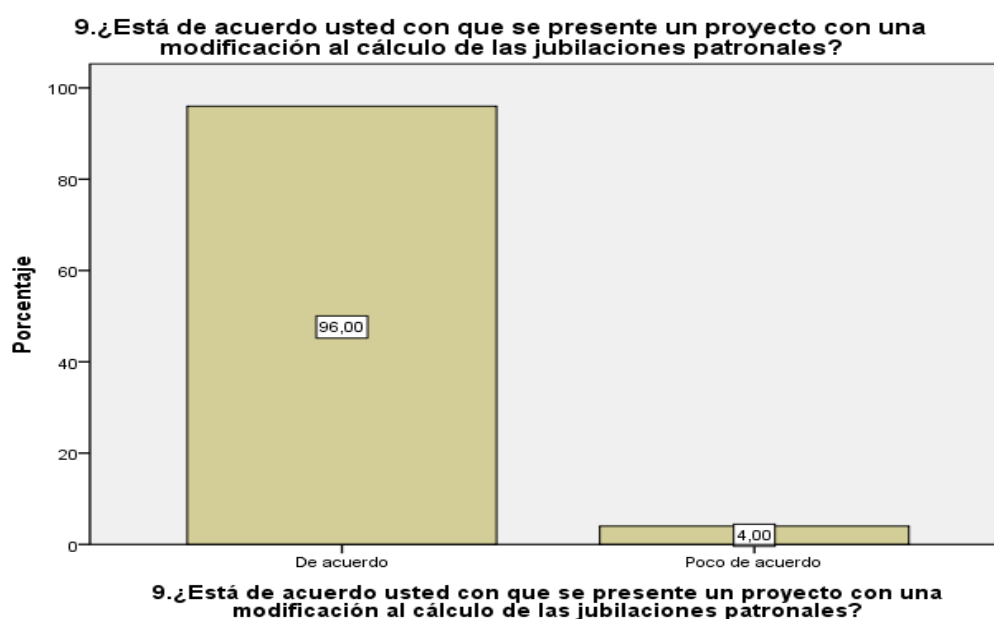 9.¿Está de acuerdo usted con que se presente un proyecto con una
modificación al cálculo de las jubilaciones patronales?
Porcentaje
100
80
60
40
20
0
96,00
4,00
De acuerdo
Poco de acuerdo
9.¿Está de acuerdo usted con que se presente un proyecto con una
modificación al cálculo de las jubilaciones patronales?